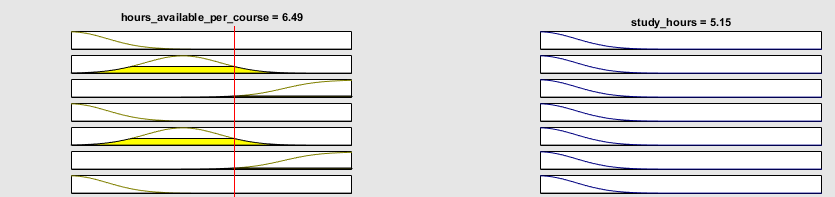 hours_available_per_course = 6.49
study_hours = 5.15